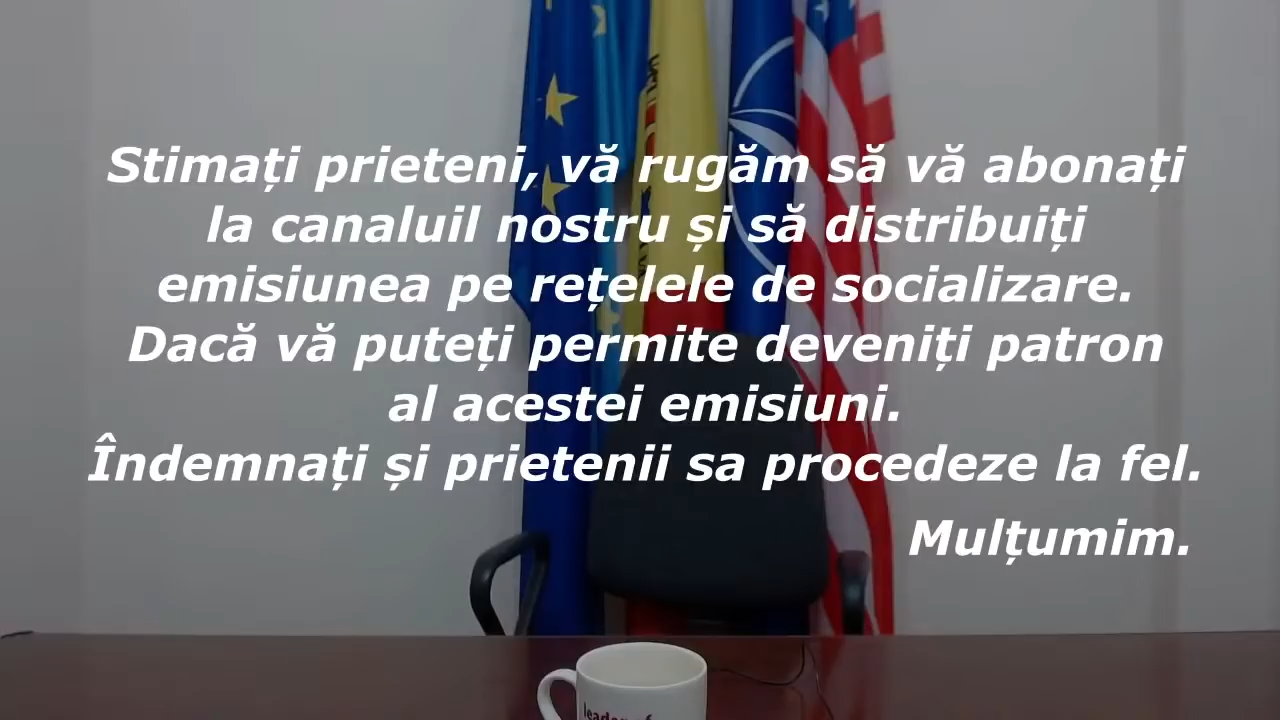 Stimați prieteni, vă rugăm să vă abonați
la canaluil nostru și să distribuiți
emisiunea pe rețelele de socializare.
Dacă vă puteți permite deveniți patron
al acestei emisiuni.
Îndemnați și prietenii sa procedeze la fel.
Mulțumim.